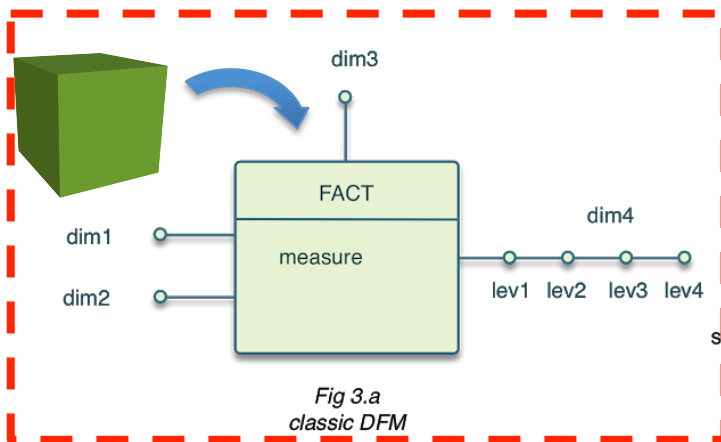 dim3
FACT
dim1
measure
dim4
dim2
lev1 lev2 lev3 lev4
s
Fig 3.a
classic DFM